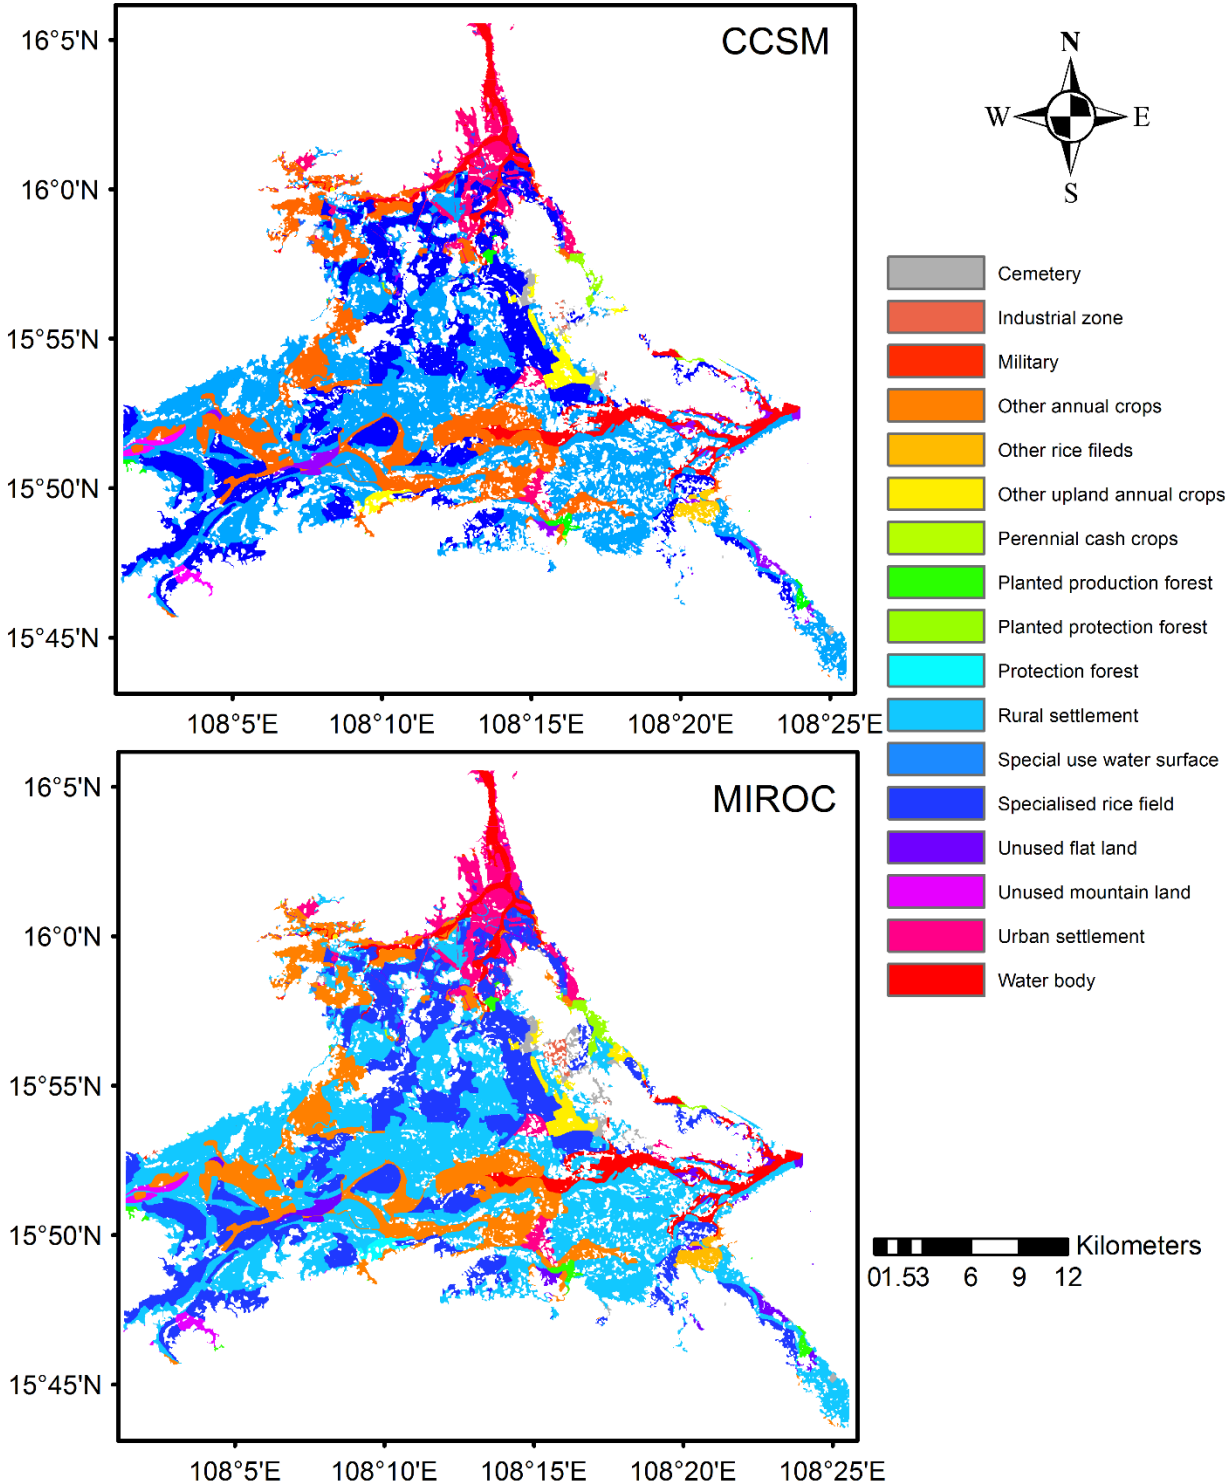 CCSM
16°5'N
16°0'N
15°55'N
15°50'N
15°45'N
108°5'E
108°10'E
108°15'E
108°20'E
108°25'E
MIROC
16°5'N
16°0'N
15°55'N
15°50'N
15°45'N
108°5'E
108°10'E
108°15'E
108°20'E
108°25'E
N
W
E
S
Cemetery
Industrial zone
Military
Other annual crops
Other rice fileds
Other upland annual crops
Perennial cash crops
Planted production forest
Planted protection forest
Protection forest
Rural settlement
Special use water surface
Specialised rice field
Unused flat land
Unused mountain land
Urban settlement
Water body
Kilometers
01.53 6 9 12